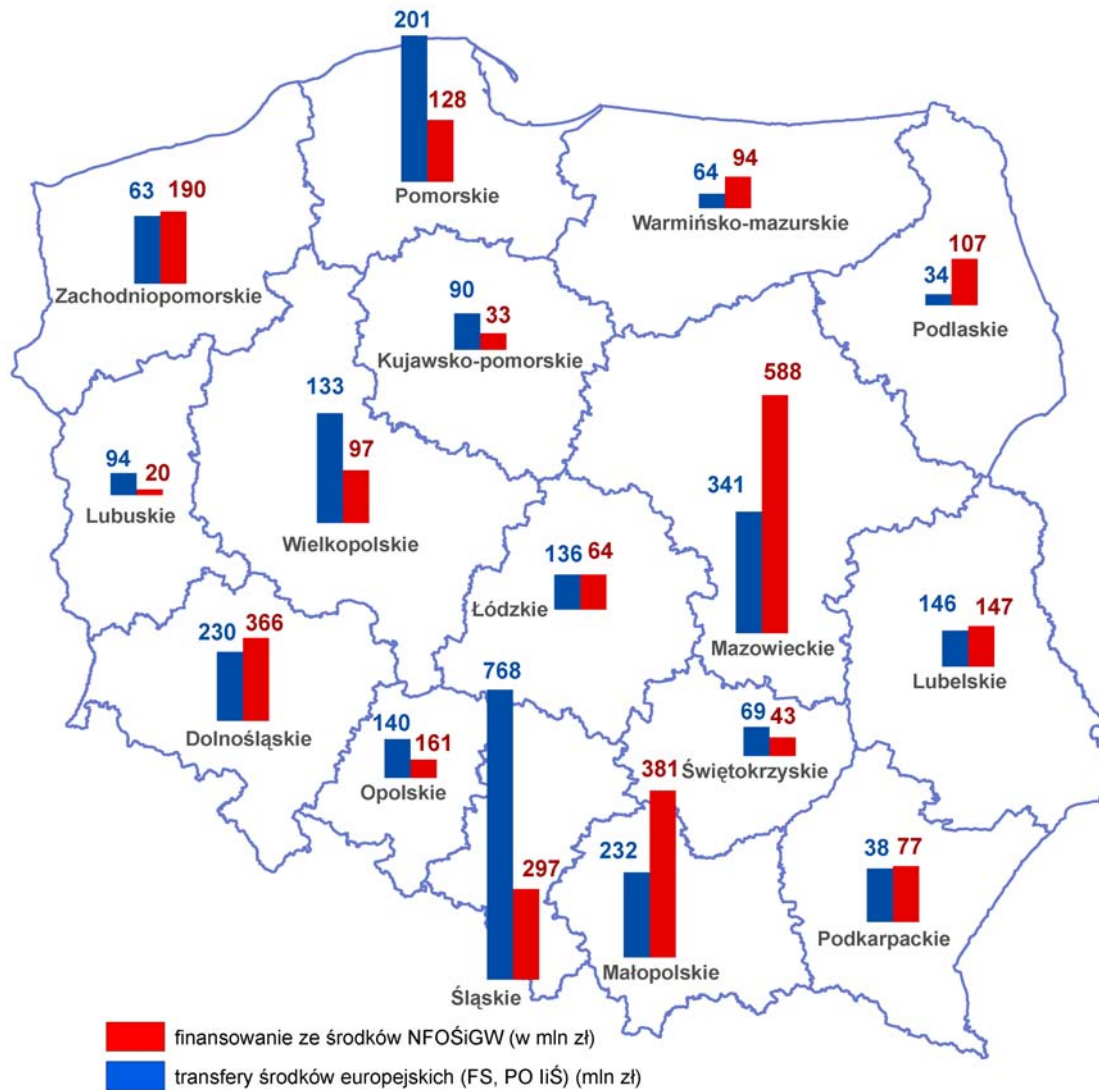 201
128
Pomorskie
64
94
Warmińsko-mazurskie
63
190
Zachodniopomorskie
107
34
Podlaskie
90
33
Kujawsko-pomorskie
588
341
Mazowieckie
133
97
Wielkopolskie
94
20
Lubuskie
136
64
Łódzkie
146
147
Lubelskie
230
366
Dolnośląskie
768
297
Śląskie
140
161
Opolskie
69
43
Świętokrzyskie
381
232
Małopolskie
38
77
Podkarpackie
finansowanie ze środków NFOŚiGW (w mln zł)
transfery środków europejskich (FS, PO IiŚ) (mln zł)